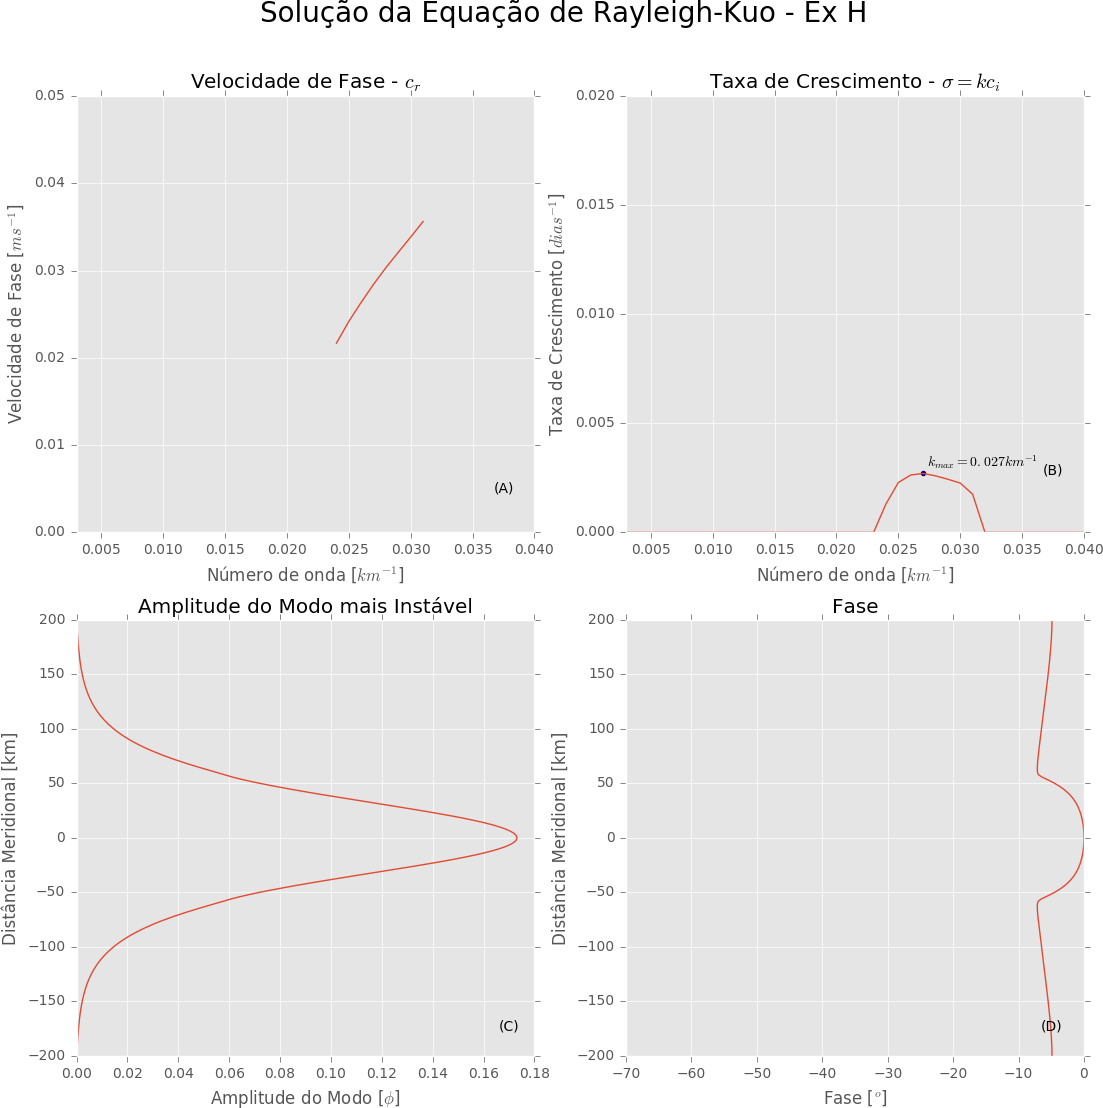 Solução da Equação de Rayleigh-Kuo - Ex H
Velocidade de Fase - $c_r$
Velocidade de Fase [$ms^{-1}$]
0.05
0.04
0.03
0.02
0.01
0.00
(A)
0.005 0.010 0.015 0.020 0.025 0.030 0.035 0.040
Número de onda [$km^{-1}$]
Taxa de Crescimento - $\sigma = kc_i$
Taxa de Crescimento [$dias^{-1}$]
0.020
0.015
0.010
0.005
0.000
$k_{max} = 0.027km^{-1}$
(B)
0.005 0.010 0.015 0.020 0.025 0.030 0.035 0.040
Número de onda [$km^{-1}$]
Amplitude do Modo mais Instável
Distância Meridional [km]
200
150
100
50
0
−50
−100
−150
−200
(C)
0.00 0.02 0.04 0.06 0.08 0.10 0.12 0.14 0.16 0.18
Amplitude do Modo [$\phi$]
Fase
Distância Meridional [km]
200
150
100
50
0
−50
−100
−150
−200
(D)
−70 −60 −50 −40 −30 −20 −10 0
Fase [$^o$]